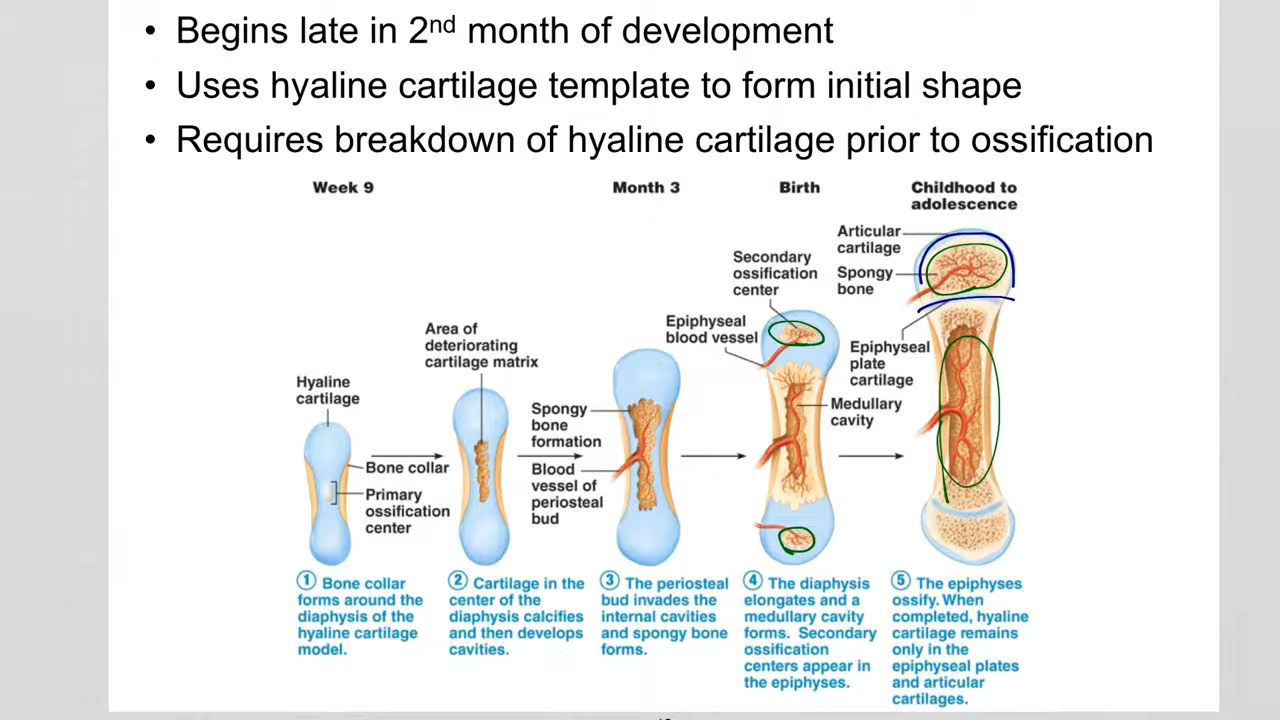 • Begins late in 2nd month of development
• Uses hyaline cartilage template to form initial shape
• Requires breakdown of hyaline cartilage prior to ossification
Week 9
Month 3
Birth
Childhood to
adolescence
Hyaline
cartilage
Bone collar
Primary
ossification
center
Area of
deteriorating
cartilage matrix
Spongy
bone
formation
Blood
vessel of
periosteal
bud
Secondary
ossification
center
Epiphyseal
blood vessel
Medullary
cavity
Articular
cartilage
Spongy
bone
Epiphyseal
plate
cartilage
① Bone collar
forms around the
diaphysis of the
hyaline cartilage
model.
② Cartilage in the
center of the
diaphysis calcifies
and then develops
cavities.
③ The periosteal
bud invades the
internal cavities
and spongy bone
forms.
④ The diaphysis
elongates and a
medullary cavity
forms. Secondary
ossification
centers appear in
the epiphyses.
⑤ The epiphyses
ossify. When
completed, hyaline
cartilage remains
only in the
epiphyseal plates
and articular
cartilages.